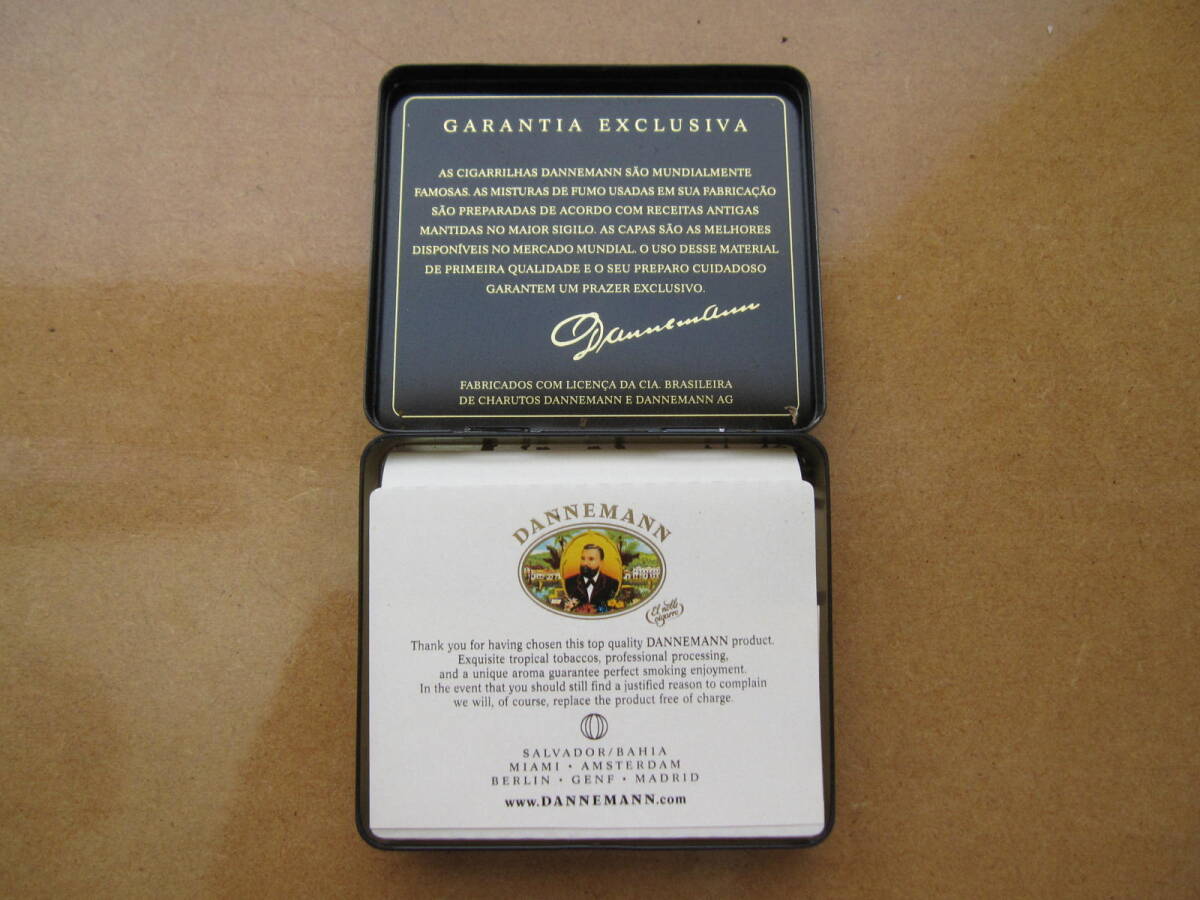 GARANTIA EXCLUSIVA
AS CIGARRILHAS DANNEMANN SÃO MUNDIALMENTE
FAMOSAS. AS MISTURAS DE FUMO USADAS EM SUA FABRICAÇÃO
SÃO PREPARADAS DE ACORDO COM RECEITAS ANTIGAS
MANTIDAS NO MAIOR SIGILO. AS CAPAS SÃO AS MELHORES
DISPONÍVEIS NO MERCADO MUNDIAL. O USO DESSE MATERIAL
DE PRIMEIRA QUALIDADE E O SEU PREPARO CUIDADOSO
GARANTEM UM PRAZER EXCLUSIVO.
Dannemann
FABRICADOS COM LICENÇA DA CIA. BRASILEIRA
DE CHARUTOS DANNEMANN E DANNEMANN AG
DANNEMANN
El noble
cigarro
Thank you for having chosen this top quality DANNEMANN product.
Exquisite tropical tobaccos, professional processing,
and a unique aroma guarantee perfect smoking enjoyment.
In the event that you should still find a justified reason to complain
we will, of course, replace the product free of charge.
SALVADOR/BAHIA
MIAMI • AMSTERDAM
BERLIN • GENF • MADRID
www.DANNEMANN.com